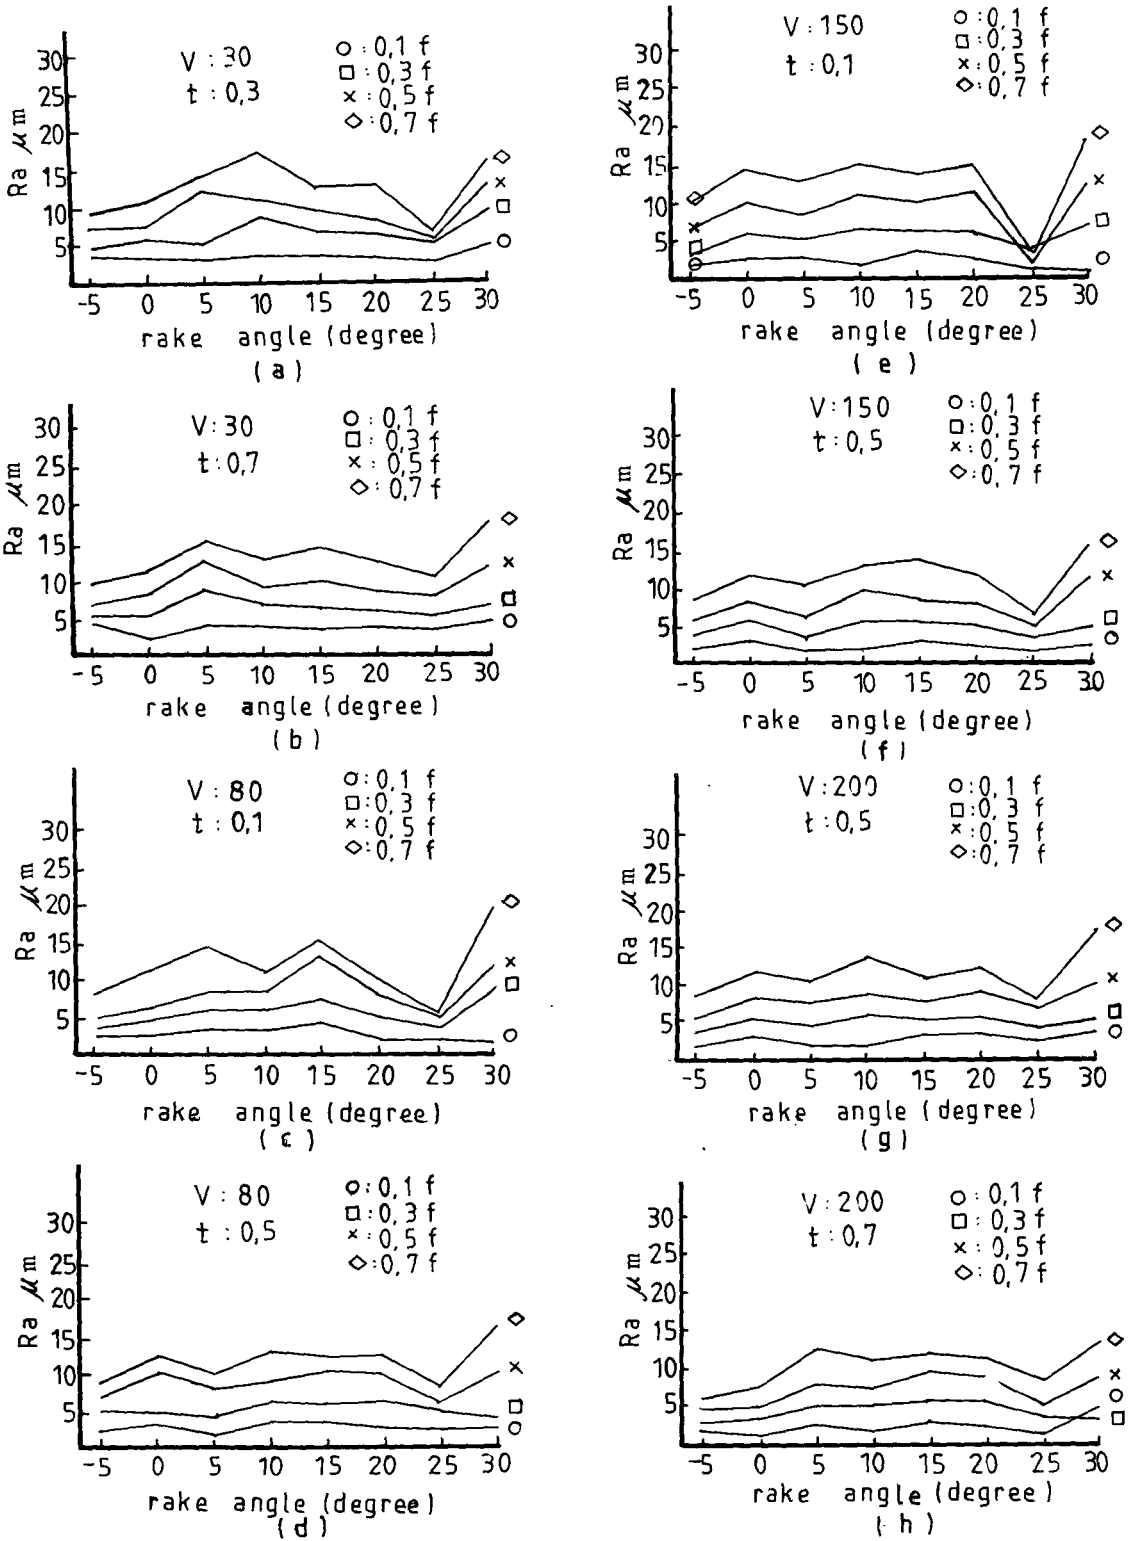 V : 30
t : 0,3
○ : 0,1 f
□ : 0,3 f
× : 0,5 f
◇ : 0,7 f
Ra μm
30
25
20
15
10
5
-5 0 5 10 15 20 25 30
rake angle (degree)
(a)
V : 30
t : 0,7
○ : 0,1 f
□ : 0,3 f
× : 0,5 f
◇ : 0,7 f
Ra μm
30
25
20
15
10
5
-5 0 5 10 15 20 25 30
rake angle (degree)
(b)
V : 80
t : 0,1
○ : 0,1 f
□ : 0,3 f
× : 0,5 f
◇ : 0,7 f
Ra μm
30
25
20
15
10
5
-5 0 5 10 15 20 25 30
rake angle (degree)
(c)
V : 80
t : 0,5
○ : 0,1 f
□ : 0,3 f
× : 0,5 f
◇ : 0,7 f
Ra μm
30
25
20
15
10
5
-5 0 5 10 15 20 25 30
rake angle (degree)
(d)
V : 150
t : 0,1
○ : 0,1 f
□ : 0,3 f
× : 0,5 f
◇ : 0,7 f
Ra μm
30
25
20
15
10
5
-5 0 5 10 15 20 25 30
rake angle (degree)
(e)
V : 150
t : 0,5
○ : 0,1 f
□ : 0,3 f
× : 0,5 f
◇ : 0,7 f
Ra μm
30
25
20
15
10
5
-5 0 5 10 15 20 25 30
rake angle (degree)
(f)
V : 200
t : 0,5
○ : 0,1 f
□ : 0,3 f
× : 0,5 f
◇ : 0,7 f
Ra μm
30
25
20
15
10
5
-5 0 5 10 15 20 25 30
rake angle (degree)
(g)
V : 200
t : 0,7
○ : 0,1 f
□ : 0,3 f
× : 0,5 f
◇ : 0,7 f
Ra μm
30
25
20
15
10
5
-5 0 5 10 15 20 25 30
rake angle (degree)
(h)